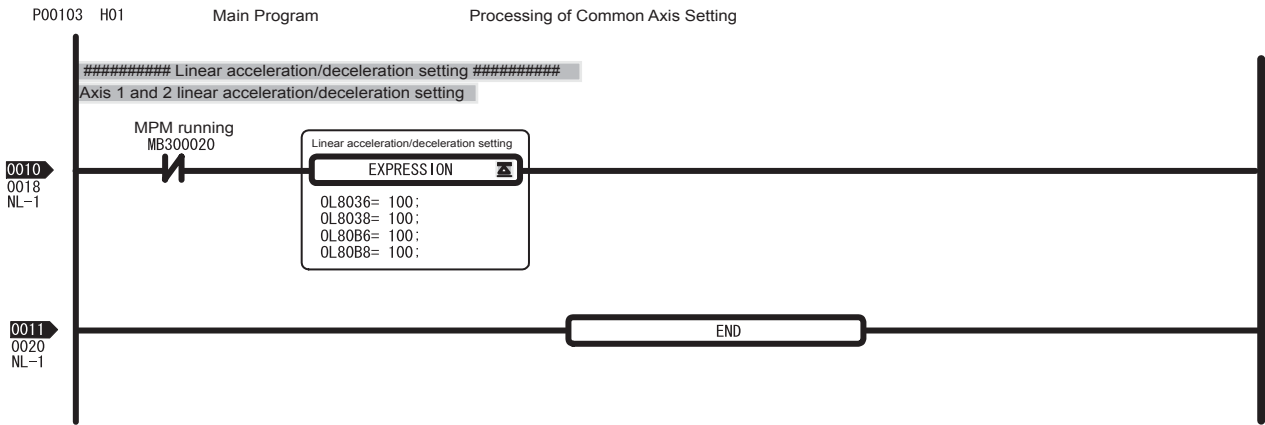 P00103 H01 Main Program Processing of Common Axis Setting
########## Linear acceleration/deceleration setting ##########
Axis 1 and 2 linear acceleration/deceleration setting
MPM running
MB300020
Linear acceleration/deceleration setting
EXPRESSION
0010
0018
NL-1
OL8036= 100;
OL8038= 100;
OL80B6= 100;
OL80B8= 100;
0011
0020
NL-1
END